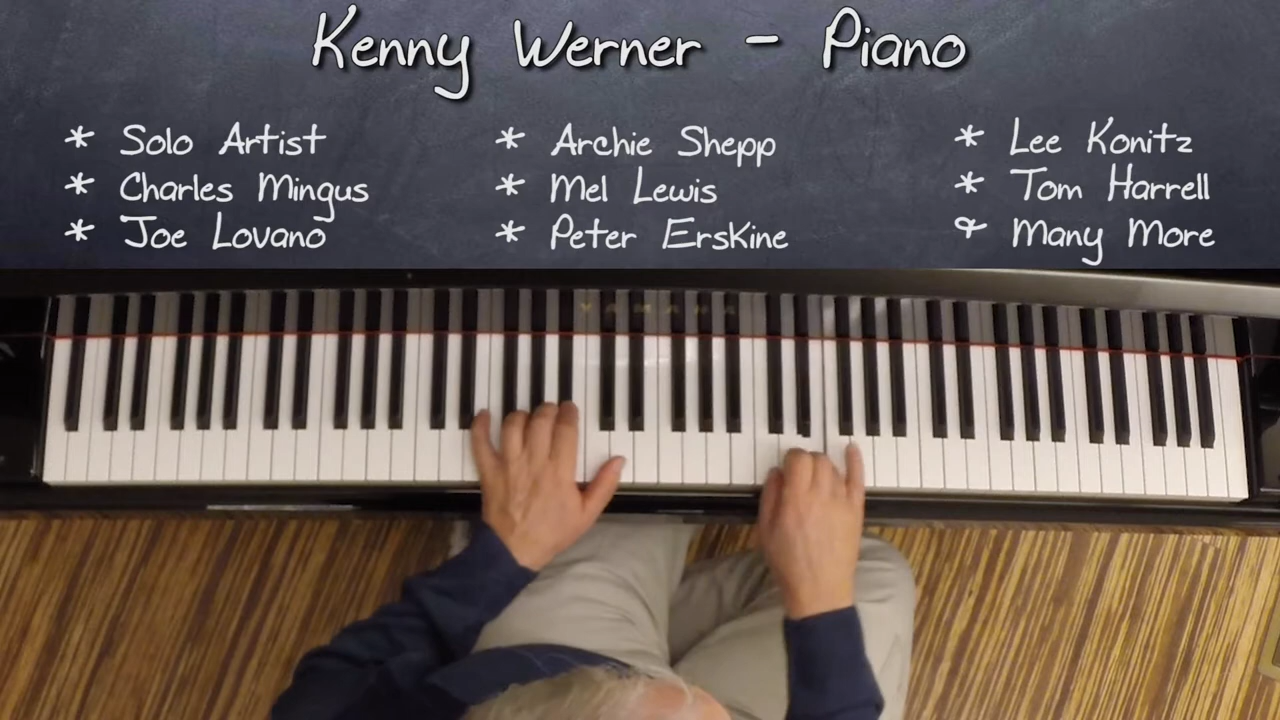 Kenny Werner - Piano
* Solo Artist
* Charles Mingus
* Joe Lovano
* Archie Shepp
* Mel Lewis
* Peter Erskine
* Lee Konitz
* Tom Harrell
& Many More
YAMAHA